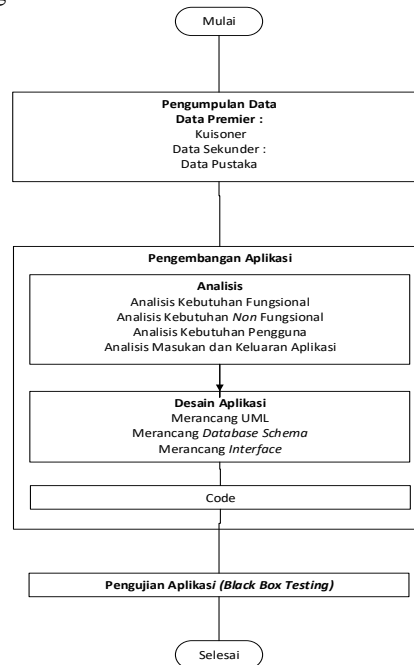 Mulai
Pengumpulan Data
Data Premier :
Kuisoner
Data Sekunder :
Data Pustaka
Pengembangan Aplikasi
Analisis
Analisis Kebutuhan Fungsional
Analisis Kebutuhan Non Fungsional
Analisis Kebutuhan Pengguna
Analisis Masukan dan Keluaran Aplikasi
Desain Aplikasi
Merancang UML
Merancang Database Schema
Merancang Interface
Code
Pengujian Aplikasi (Black Box Testing)
Selesai